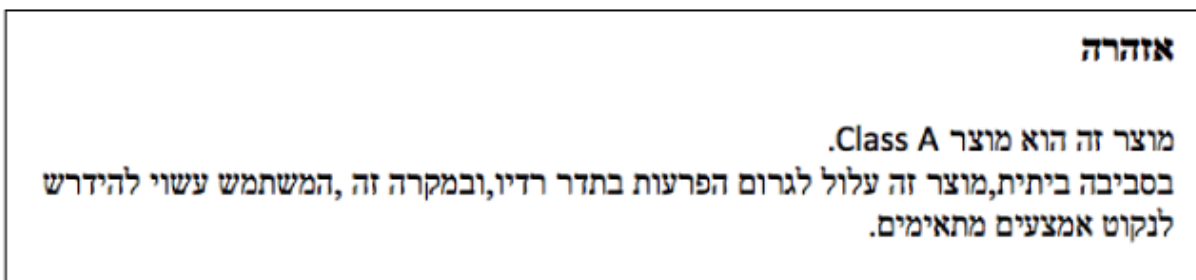 אזהרה
מוצר זה הוא מוצר Class A.
בסביבה ביתית,מוצר זה עלול לגרום הפרעות בתדר רדיו,ובמקרה זה ,המשתמש עשוי להידרש
לנקוט אמצעים מתאימים.